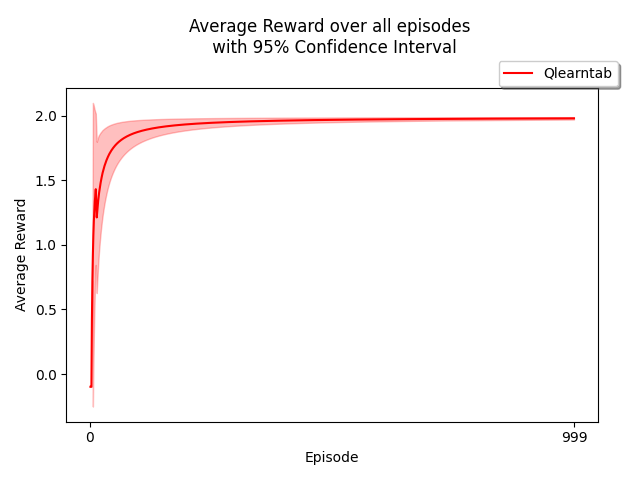 Average Reward over all episodes
with 95% Confidence Interval
Qlearntab
2.0
1.5
1.0
0.5
0.0
Average Reward
0
999
Episode